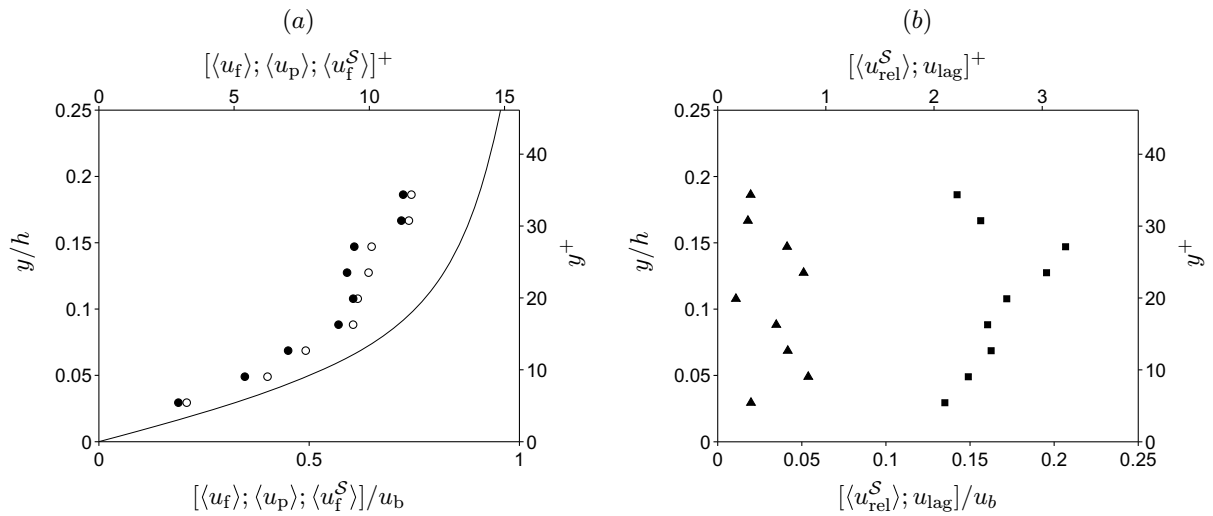 (a)
[⟨u_f⟩; ⟨u_p⟩; ⟨u_f^𝒮⟩]^+
0 5 10 15
0.25
0.2
0.15
0.1
0.05
0
y/h
40
30
20
10
0
y^+
0 0.5 1
[⟨u_f⟩; ⟨u_p⟩; ⟨u_f^𝒮⟩]/u_b
(b)
[⟨u_rel^𝒮⟩; u_lag]^+
0 1 2 3
0.25
0.2
0.15
0.1
0.05
0
y/h
40
30
20
10
0
y^+
0 0.05 0.1 0.15 0.2 0.25
[⟨u_rel^𝒮⟩; u_lag]/u_b